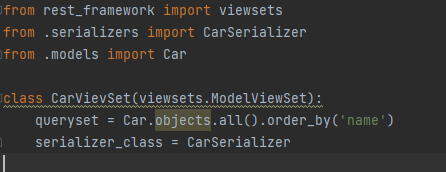 from rest_framework import viewsets
from .serializers import CarSerializer
from .models import Car
class CarVievSet(viewsets.ModelViewSet):
    queryset = Car.objects.all().order_by('name')
    serializer_class = CarSerializer